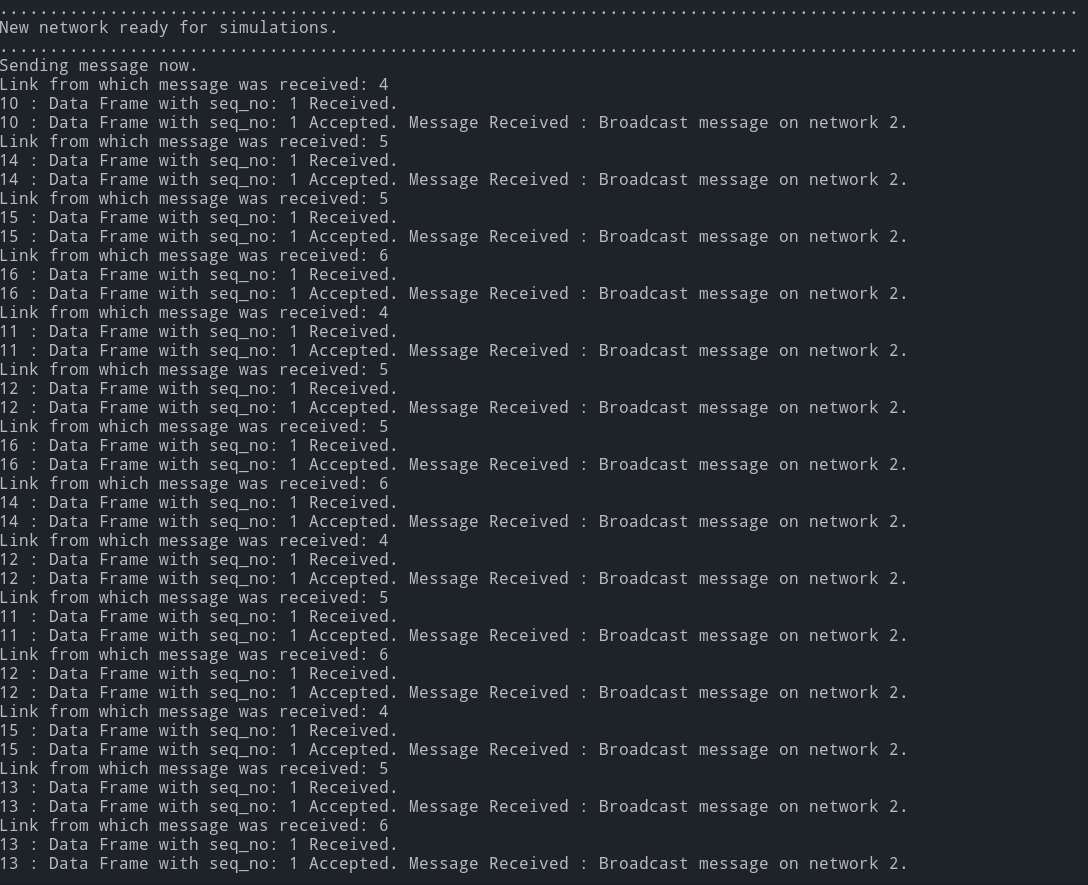 ............................................................................................................
New network ready for simulations.
............................................................................................................
Sending message now.
Link from which message was received: 4
10 : Data Frame with seq_no: 1 Received.
10 : Data Frame with seq_no: 1 Accepted. Message Received : Broadcast message on network 2.
Link from which message was received: 5
14 : Data Frame with seq_no: 1 Received.
14 : Data Frame with seq_no: 1 Accepted. Message Received : Broadcast message on network 2.
Link from which message was received: 5
15 : Data Frame with seq_no: 1 Received.
15 : Data Frame with seq_no: 1 Accepted. Message Received : Broadcast message on network 2.
Link from which message was received: 6
16 : Data Frame with seq_no: 1 Received.
16 : Data Frame with seq_no: 1 Accepted. Message Received : Broadcast message on network 2.
Link from which message was received: 4
11 : Data Frame with seq_no: 1 Received.
11 : Data Frame with seq_no: 1 Accepted. Message Received : Broadcast message on network 2.
Link from which message was received: 5
12 : Data Frame with seq_no: 1 Received.
12 : Data Frame with seq_no: 1 Accepted. Message Received : Broadcast message on network 2.
Link from which message was received: 5
16 : Data Frame with seq_no: 1 Received.
16 : Data Frame with seq_no: 1 Accepted. Message Received : Broadcast message on network 2.
Link from which message was received: 6
14 : Data Frame with seq_no: 1 Received.
14 : Data Frame with seq_no: 1 Accepted. Message Received : Broadcast message on network 2.
Link from which message was received: 4
12 : Data Frame with seq_no: 1 Received.
12 : Data Frame with seq_no: 1 Accepted. Message Received : Broadcast message on network 2.
Link from which message was received: 5
11 : Data Frame with seq_no: 1 Received.
11 : Data Frame with seq_no: 1 Accepted. Message Received : Broadcast message on network 2.
Link from which message was received: 6
12 : Data Frame with seq_no: 1 Received.
12 : Data Frame with seq_no: 1 Accepted. Message Received : Broadcast message on network 2.
Link from which message was received: 4
15 : Data Frame with seq_no: 1 Received.
15 : Data Frame with seq_no: 1 Accepted. Message Received : Broadcast message on network 2.
Link from which message was received: 5
13 : Data Frame with seq_no: 1 Received.
13 : Data Frame with seq_no: 1 Accepted. Message Received : Broadcast message on network 2.
Link from which message was received: 6
13 : Data Frame with seq_no: 1 Received.
13 : Data Frame with seq_no: 1 Accepted. Message Received : Broadcast message on network 2.